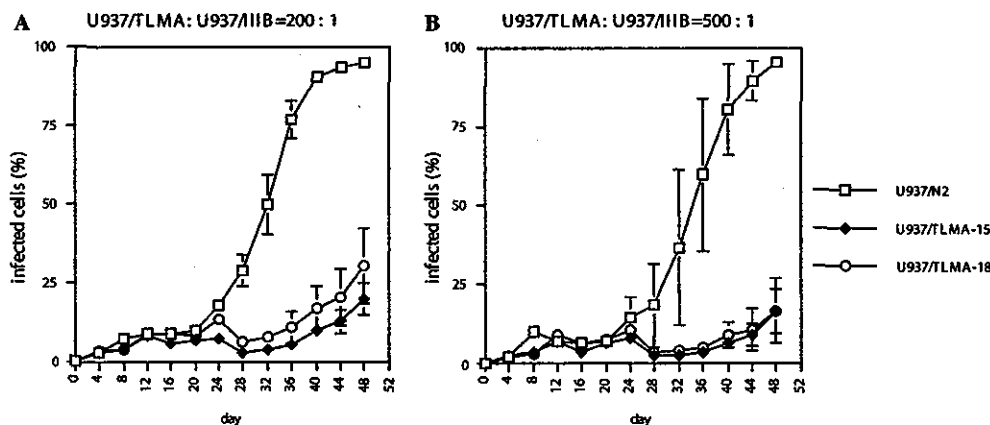 A
U937/TLMA: U937/IIIB=200 : 1
infected cells (%)
100
75
50
25
0
0 4 8 12 16 20 24 28 32 36 40 44 48 52
day
B
U937/TLMA: U937/IIIB=500 : 1
infected cells (%)
100
75
50
25
0
0 4 8 12 16 20 24 28 32 36 40 44 48 52
day
U937/N2
U937/TLMA-15
U937/TLMA-18